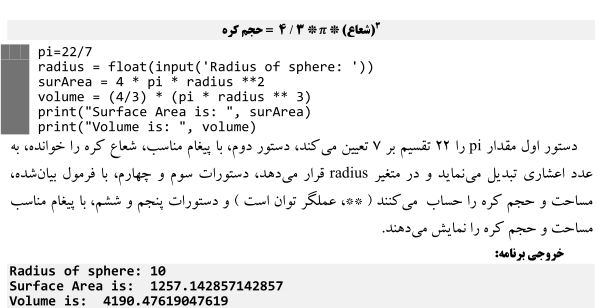 حجم کره = ۴ / ۳ * π * (شعاع)۳
pi=22/7
radius = float(input('Radius of sphere: '))
surArea = 4 * pi * radius **2
volume = (4/3) * (pi * radius ** 3)
print("Surface Area is: ", surArea)
print("Volume is: ", volume)
دستور اول مقدار pi را ۲۲ تقسیم بر ۷ تعیین می‌کند، دستور دوم، با پیغام مناسب، شعاع کره را خوانده، به
عدد اعشاری تبدیل می‌نماید و در متغیر radius قرار می‌دهد، دستورات سوم و چهارم، با فرمول بیان‌شده،
مساحت و حجم کره را حساب می‌کنند ( **، عملگر توان است ) و دستورات پنجم و ششم، با پیغام مناسب
مساحت و حجم کره را نمایش می‌دهند.
خروجی برنامه:
Radius of sphere: 10
Surface Area is: 1257.142857142857
Volume is: 4190.47619047619